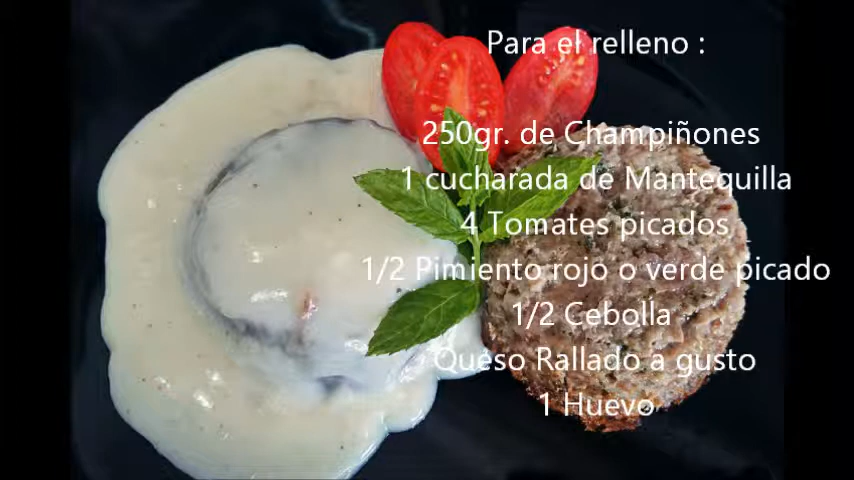 Para el relleno :
250gr. de Champiñones
1 cucharada de Mantequilla
4 Tomates picados
1/2 Pimiento rojo o verde picado
1/2 Cebolla
Queso Rallado a gusto
1 Huevo